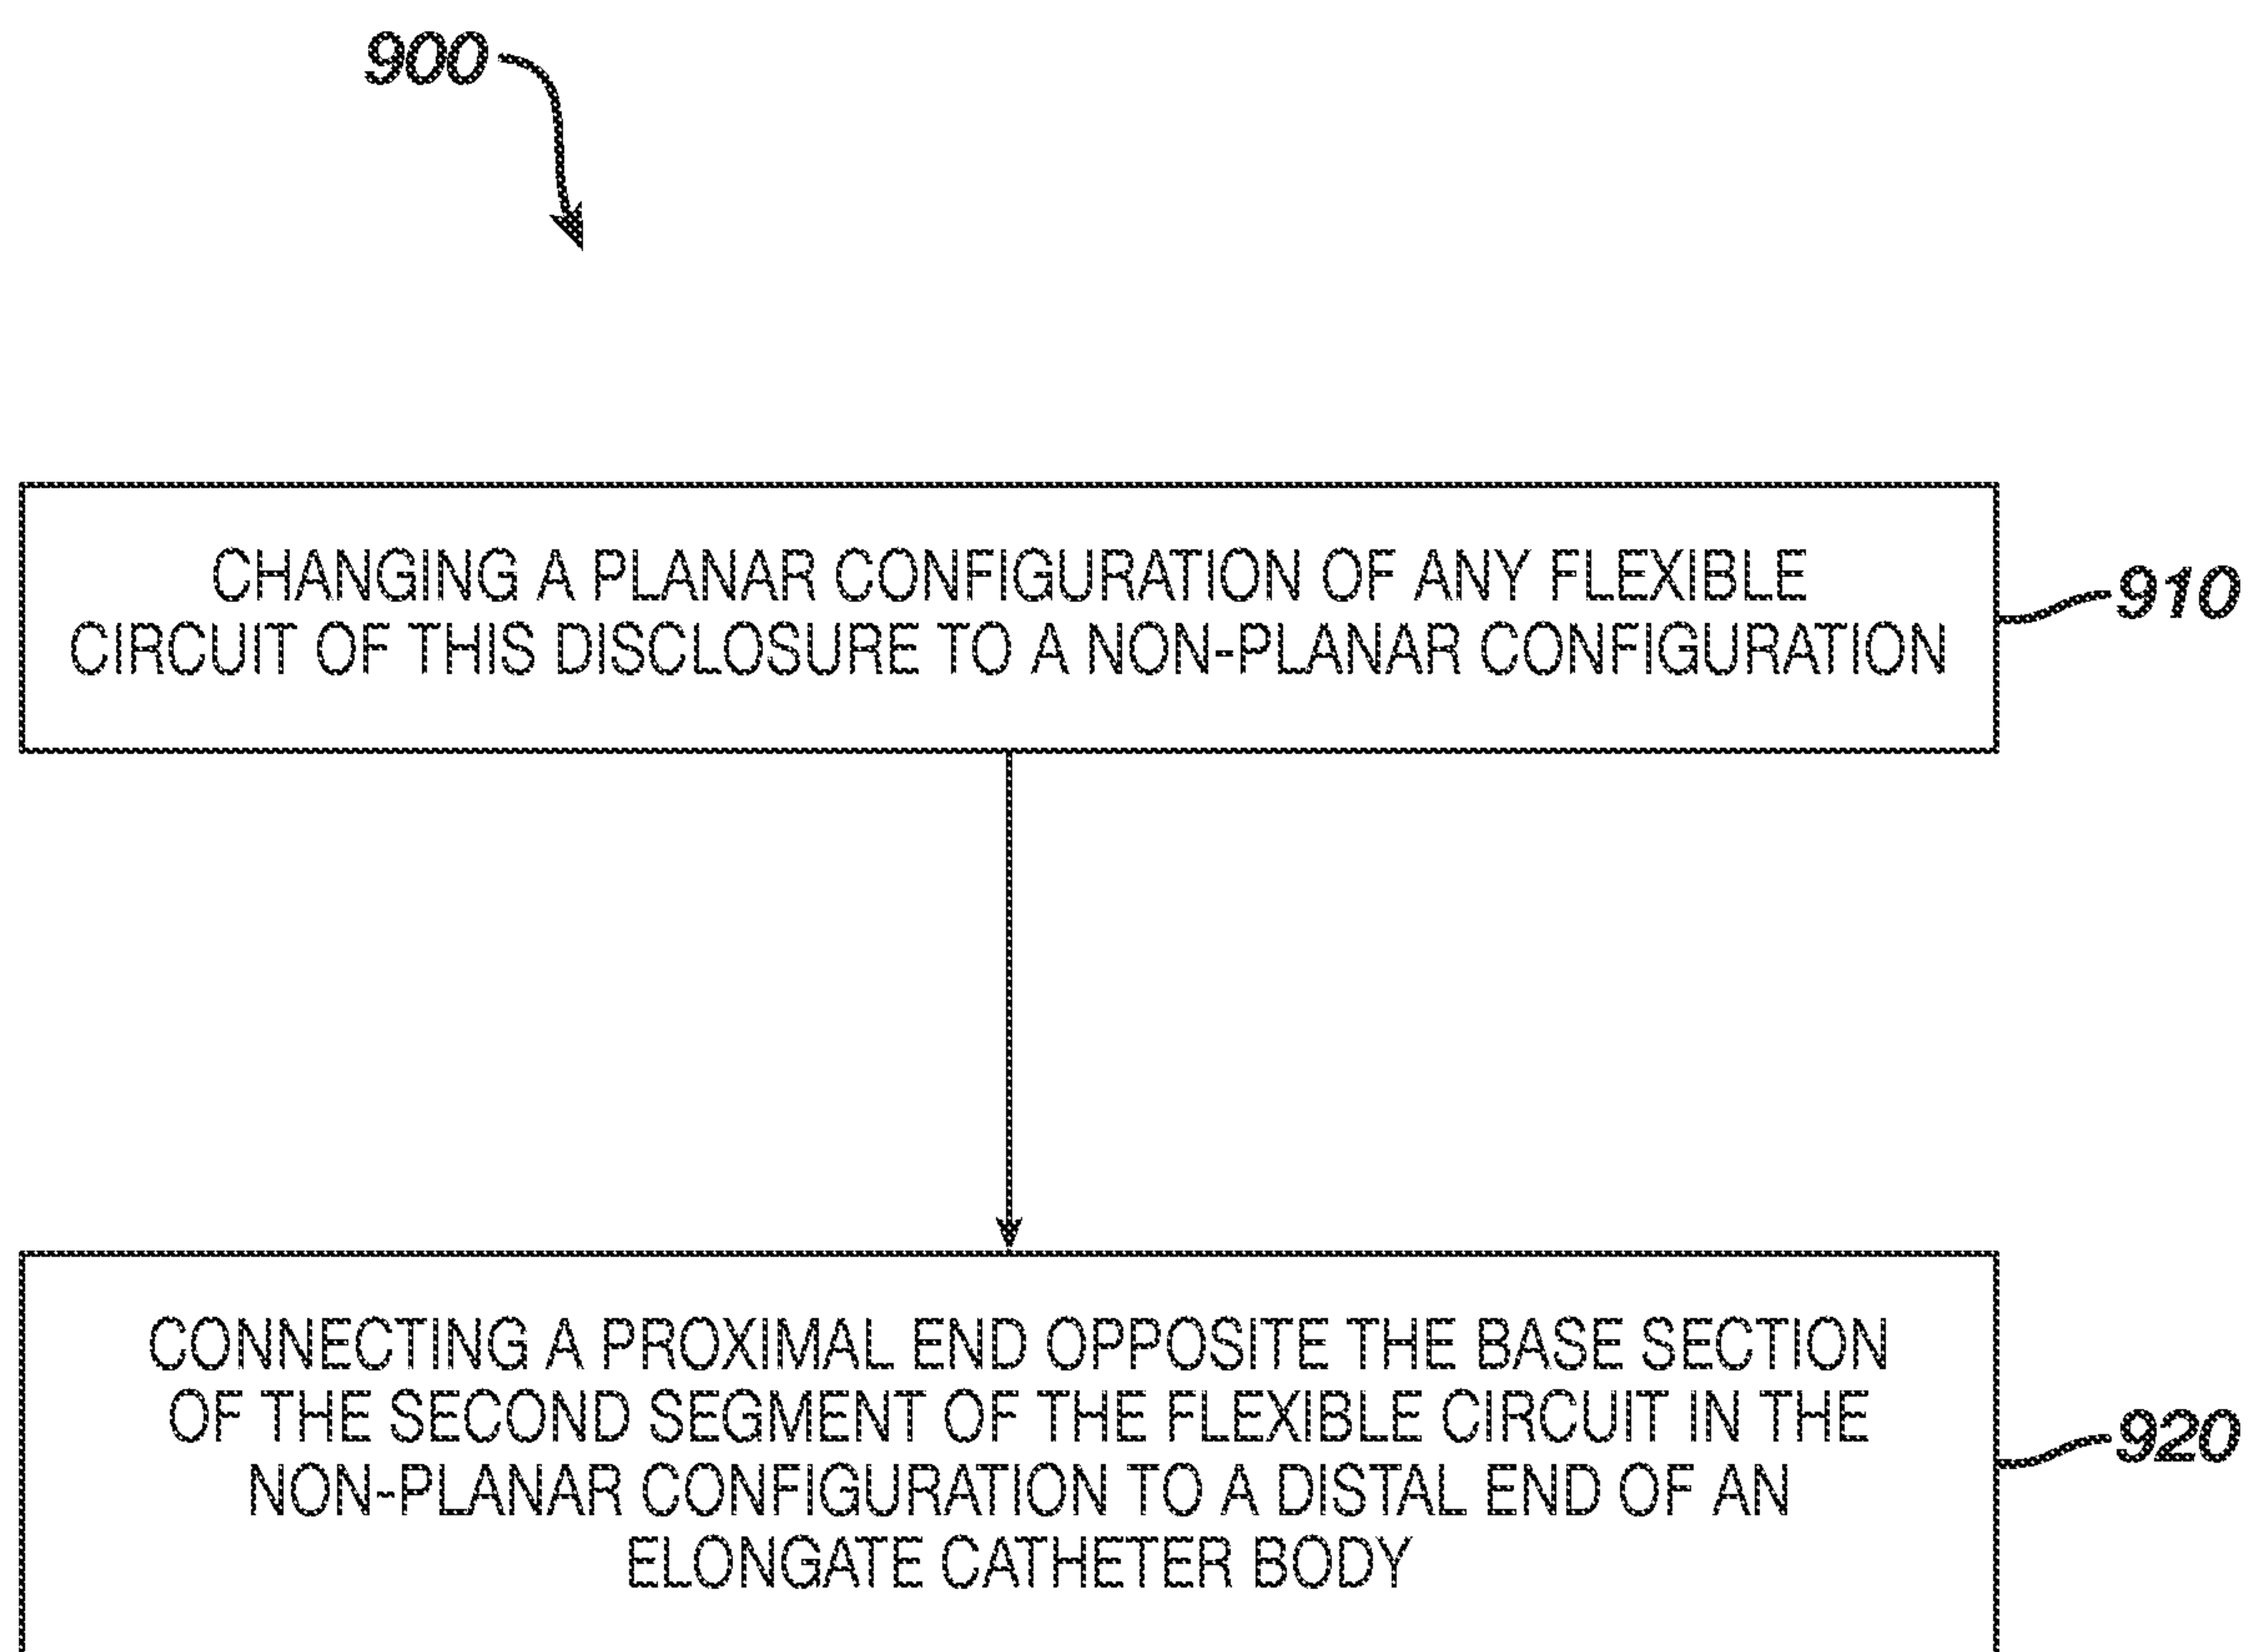 900
CHANGING A PLANAR CONFIGURATION OF ANY FLEXIBLE
CIRCUIT OF THIS DISCLOSURE TO A NON-PLANAR CONFIGURATION
910
CONNECTING A PROXIMAL END OPPOSITE THE BASE SECTION
OF THE SECOND SEGMENT OF THE FLEXIBLE CIRCUIT IN THE
NON-PLANAR CONFIGURATION TO A DISTAL END OF AN
ELONGATE CATHETER BODY
920